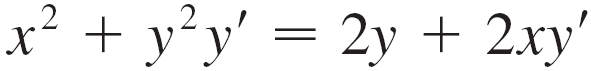 x² + y²y′ = 2y + 2xy′